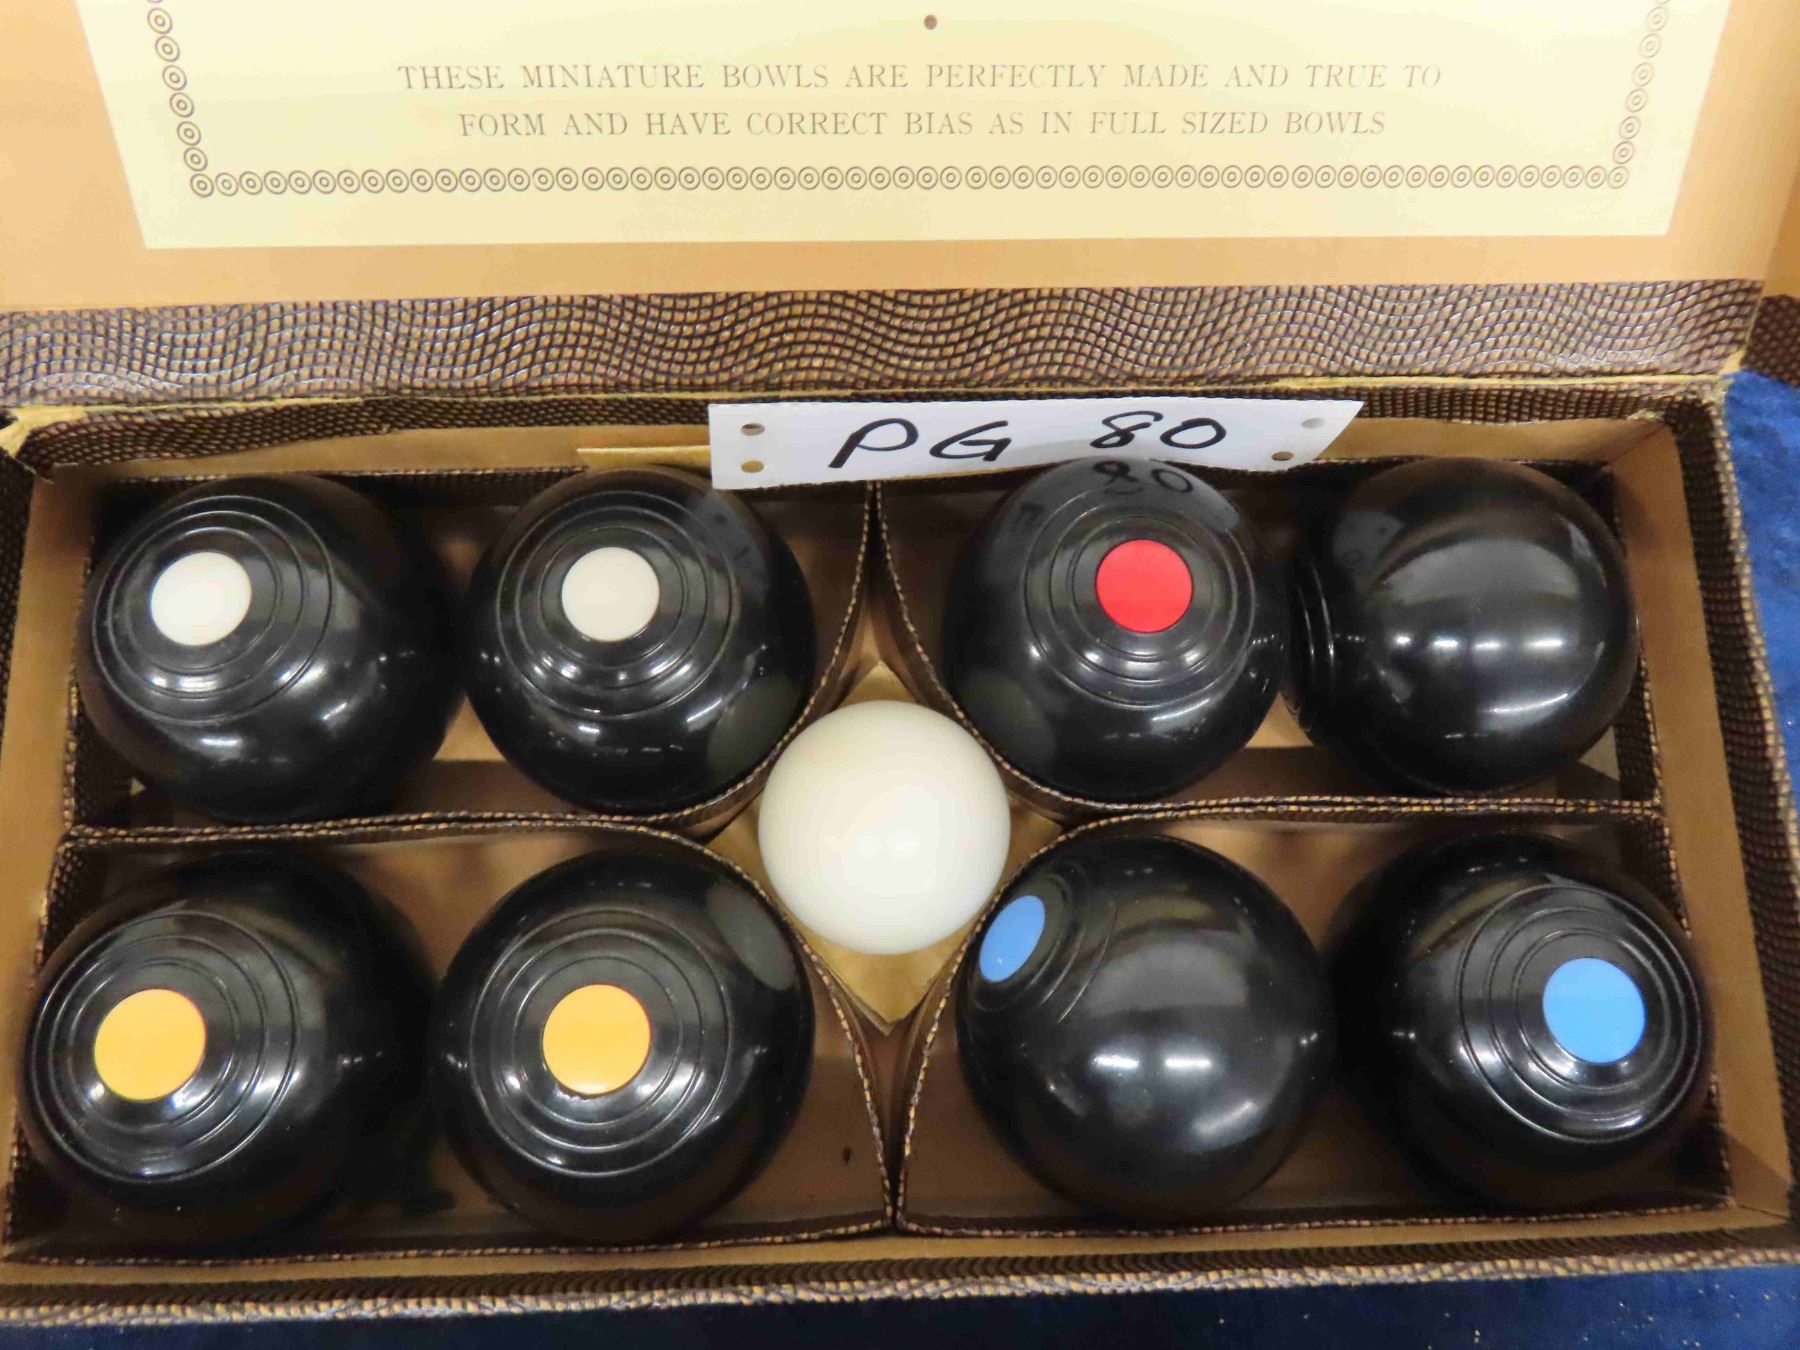 THESE MINIATURE BOWLS ARE PERFECTLY MADE AND TRUE TO
FORM AND HAVE CORRECT BIAS AS IN FULL SIZED BOWLS
PG 80